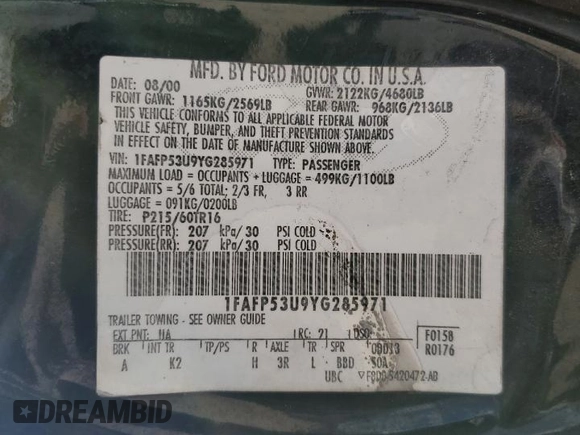 MFD. BY FORD MOTOR CO. IN U.S.A.
DATE: 08/00 GVWR: 2122KG/4680LB
FRONT GAWR: 1165KG/2569LB REAR GAWR: 968KG/2136LB
THIS VEHICLE CONFORMS TO ALL APPLICABLE FEDERAL MOTOR
VEHICLE SAFETY, BUMPER, AND THEFT PREVENTION STANDARDS
IN EFFECT ON THE DATE OF MANUFACTURE SHOWN ABOVE.
VIN: 1FAFP53U9YG285971 TYPE: PASSENGER
MAXIMUM LOAD = OCCUPANTS + LUGGAGE = 499KG/1100LB
OCCUPANTS = 5/6 TOTAL; 2/3 FR, 3 RR
LUGGAGE = 091KG/0200LB
TIRE: P215/60TR16
PRESSURE(FR): 207 kPa/30 PSI COLD
PRESSURE(RR): 207 kPa/30 PSI COLD
1FAFP53U9YG285971
TRAILER TOWING - SEE OWNER GUIDE
EXT PNT: NA RC: 21 DSO: F0158
BRK INT TR TP/PS R AXLE TR SPR 00013 R0176
A K2 H 3R L BBD 50A
UBC
DREAMBID